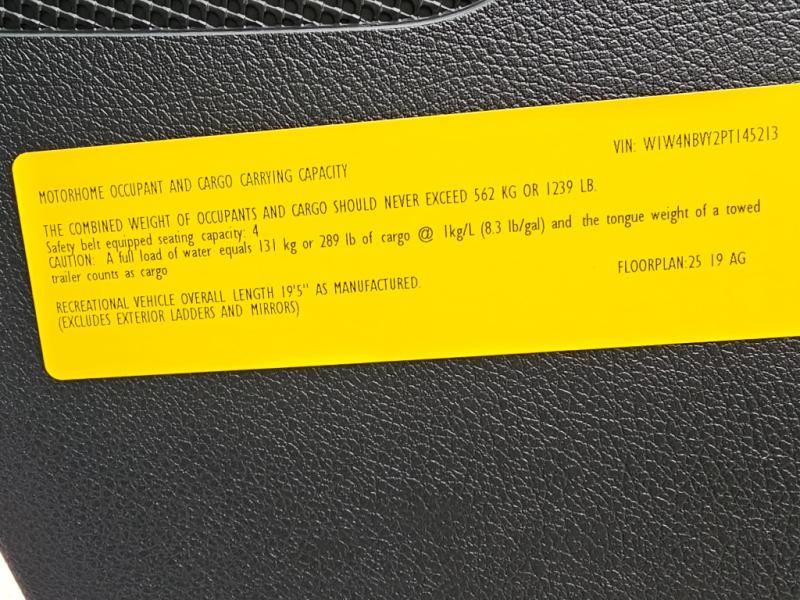 VIN: W1W4NBVY2PT145213
MOTORHOME OCCUPANT AND CARGO CARRYING CAPACITY
THE COMBINED WEIGHT OF OCCUPANTS AND CARGO SHOULD NEVER EXCEED 562 KG OR 1239 LB.
Safety belt equipped seating capacity: 4
CAUTION: A full load of water equals 131 kg or 289 lb of cargo @ 1kg/L (8.3 lb/gal) and the tongue weight of a towed
trailer counts as cargo
FLOORPLAN:25 19 AG
RECREATIONAL VEHICLE OVERALL LENGTH 19'5" AS MANUFACTURED.
(EXCLUDES EXTERIOR LADDERS AND MIRRORS)